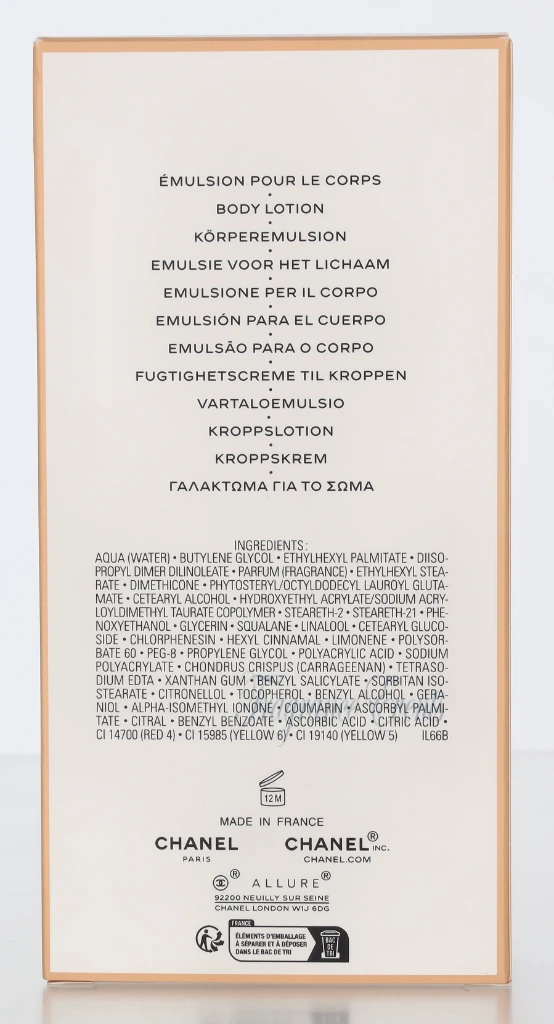 ÉMULSION POUR LE CORPS
•
BODY LOTION
•
KÖRPEREMULSION
•
EMULSIE VOOR HET LICHAAM
•
EMULSIONE PER IL CORPO
•
EMULSIÓN PARA EL CUERPO
•
EMULSÃO PARA O CORPO
•
FUGTIGHETSCREME TIL KROPPEN
•
VARTALOEMULSIO
•
KROPPSLOTION
•
KROPPSKREM
•
ΓΑΛΑΚΤΩΜΑ ΓΙΑ ΤΟ ΣΩΜΑ
INGREDIENTS:
AQUA (WATER) • BUTYLENE GLYCOL • ETHYLHEXYL PALMITATE • DIISO-
PROPYL DIMER DILINOLEATE • PARFUM (FRAGRANCE) • ETHYLHEXYL STEA-
RATE • DIMETHICONE • PHYTOSTERYL/OCTYLDODECYL LAUROYL GLUTA-
MATE • CETEARYL ALCOHOL • HYDROXYETHYL ACRYLATE/SODIUM ACRY-
LOYLDIMETHYL TAURATE COPOLYMER • STEARETH-2 • STEARETH-21 • PHE-
NOXYETHANOL • GLYCERIN • SQUALANE • LINALOOL • CETEARYL GLUCO-
SIDE • CHLORPHENESIN • HEXYL CINNAMAL • LIMONENE • POLYSOR-
BATE 60 • PEG-8 • PROPYLENE GLYCOL • POLYACRYLIC ACID • SODIUM
POLYACRYLATE • CHONDRUS CRISPUS (CARRAGEENAN) • TETRASO-
DIUM EDTA • XANTHAN GUM • BENZYL SALICYLATE • SORBITAN ISO-
STEARATE • CITRONELLOL • TOCOPHEROL • BENZYL ALCOHOL • GERA-
NIOL • ALPHA-ISOMETHYL IONONE • COUMARIN • ASCORBYL PALMI-
TATE • CITRAL • BENZYL BENZOATE • ASCORBIC ACID • CITRIC ACID •
CI 14700 (RED 4) • CI 15985 (YELLOW 6) • CI 19140 (YELLOW 5) IL66B
12M
MADE IN FRANCE
CHANEL CHANEL® INC.
PARIS CHANEL.COM
® ALLURE®
92200 NEUILLY SUR SEINE
CHANEL LONDON W1J 6DG
FRANCE
ÉLÉMENTS D'EMBALLAGE
À SÉPARER ET À DÉPOSER
DANS LE BAC DE TRI
BAC
DE
TRI